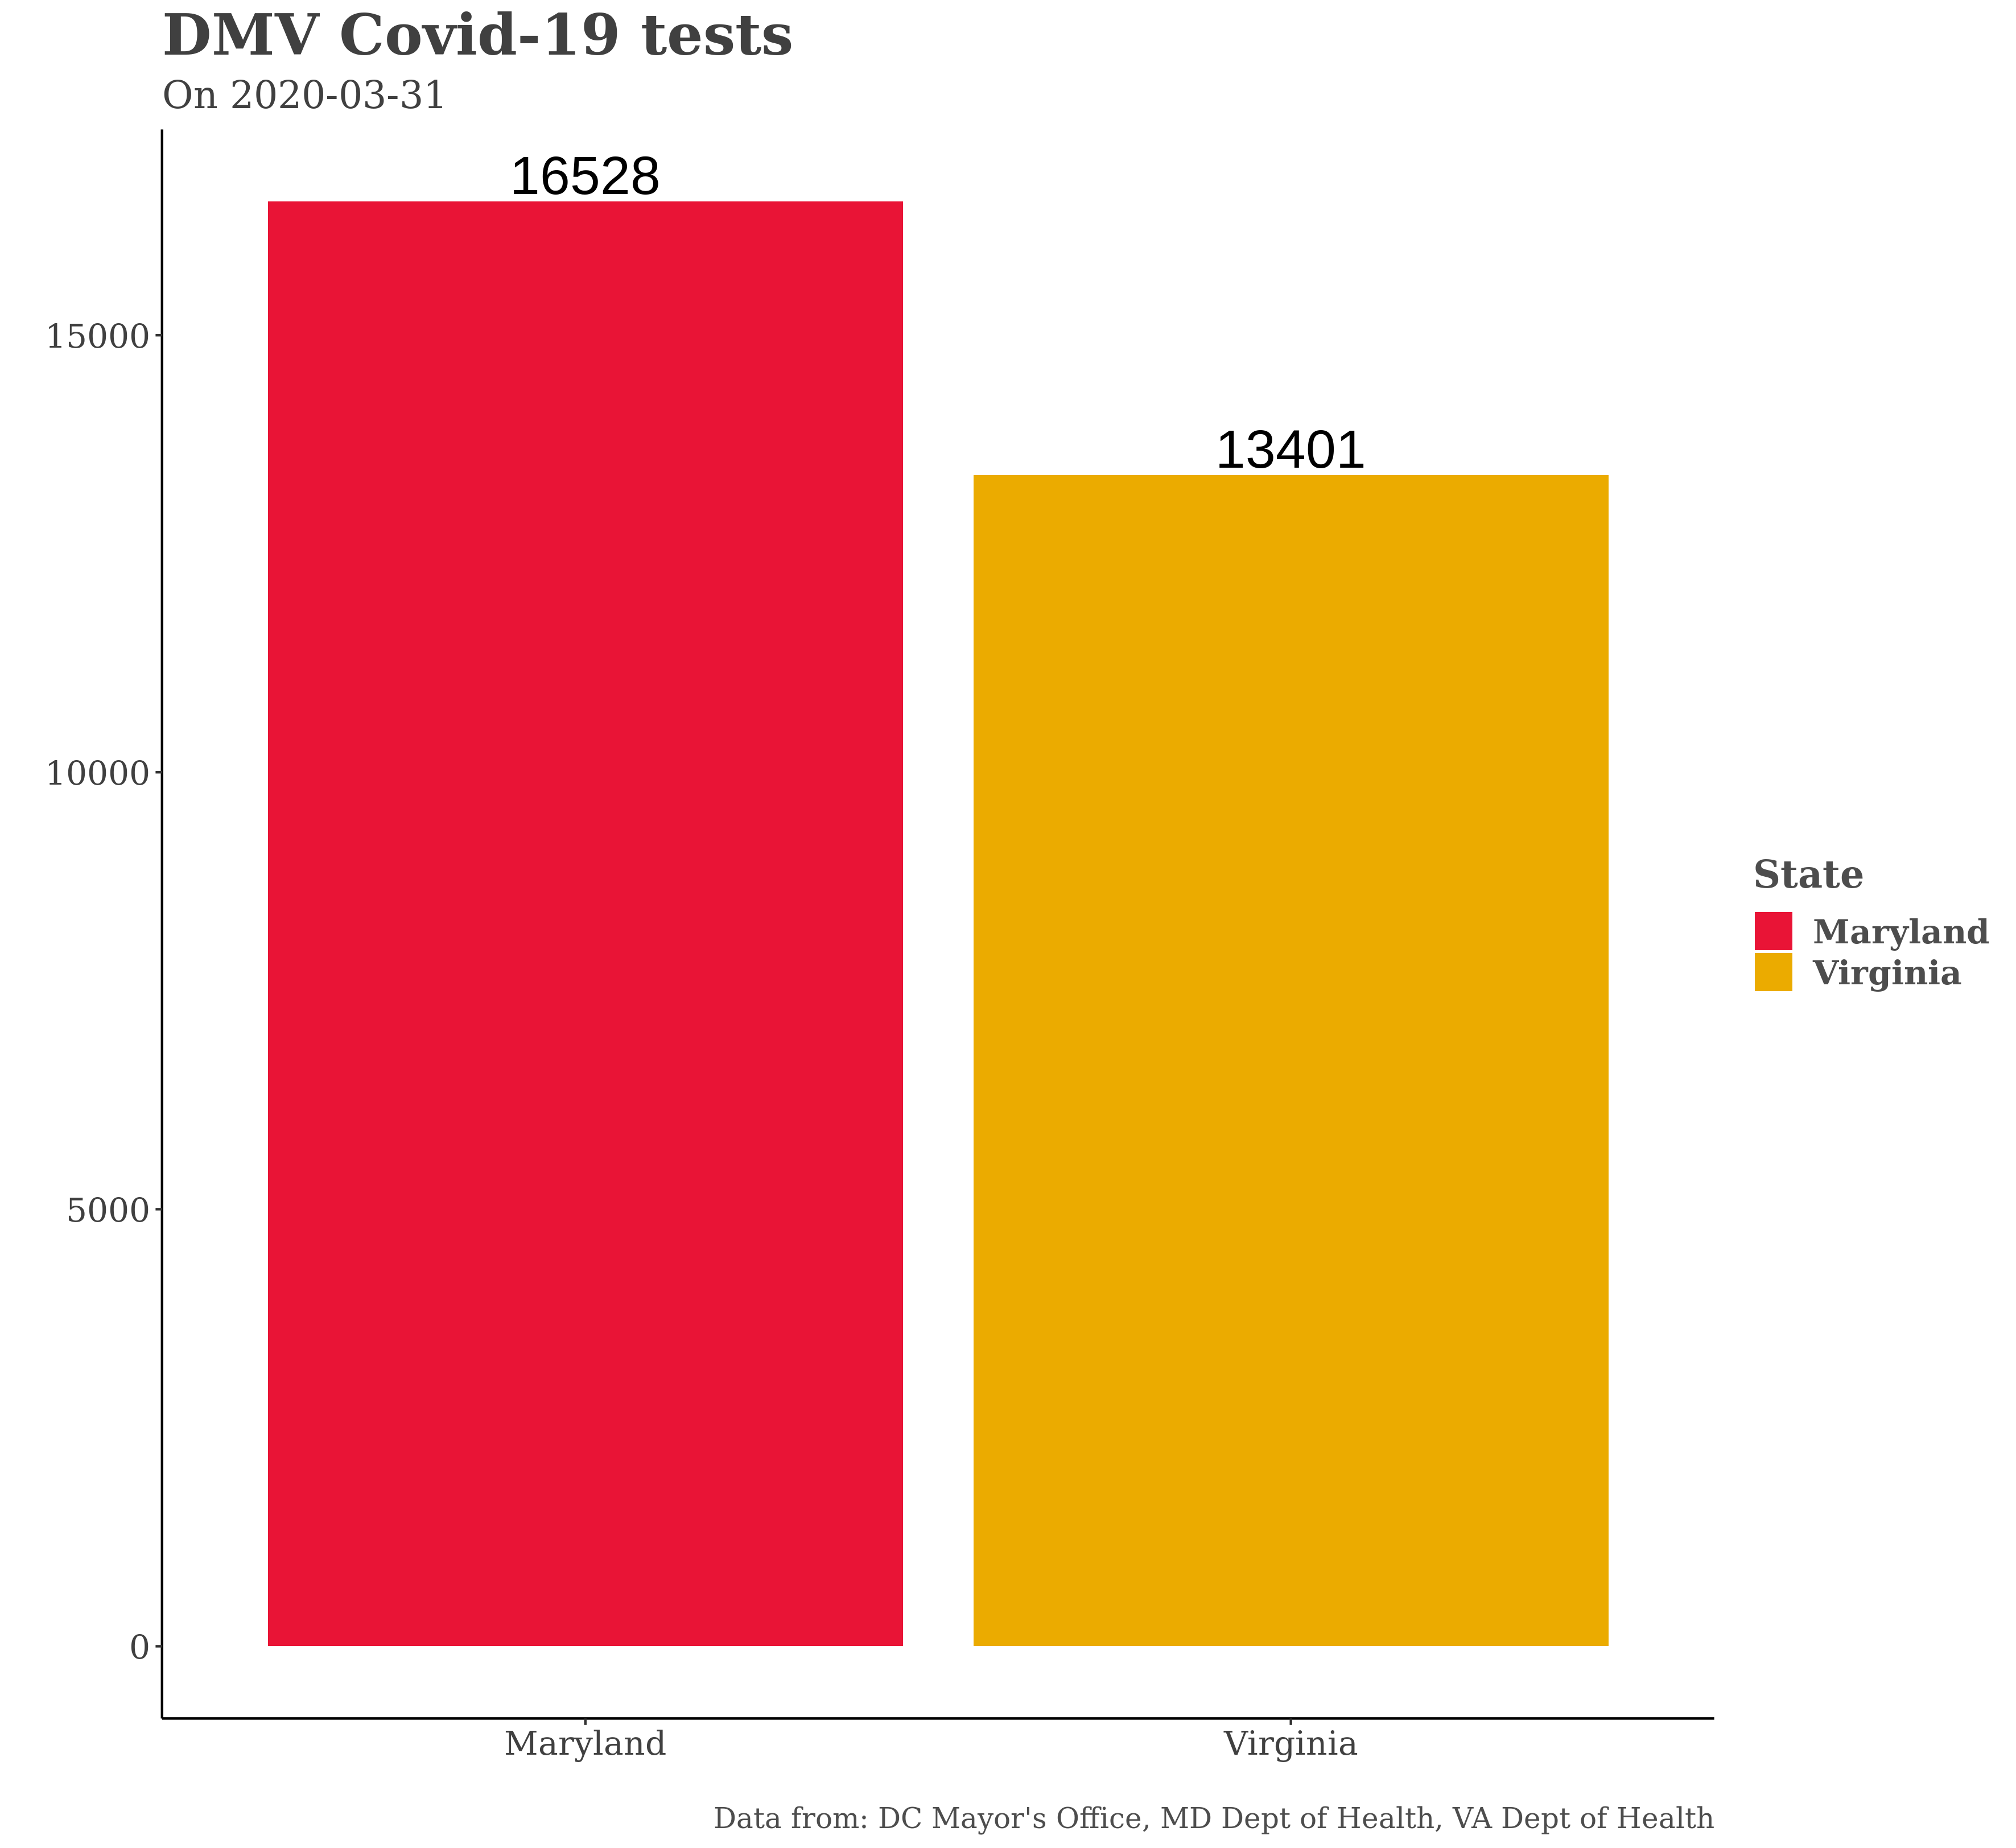 DMV Covid-19 tests
On 2020-03-31
16528
13401
15000
10000
5000
0
State
Maryland
Virginia
Maryland
Virginia
Data from: DC Mayor's Office, MD Dept of Health, VA Dept of Health